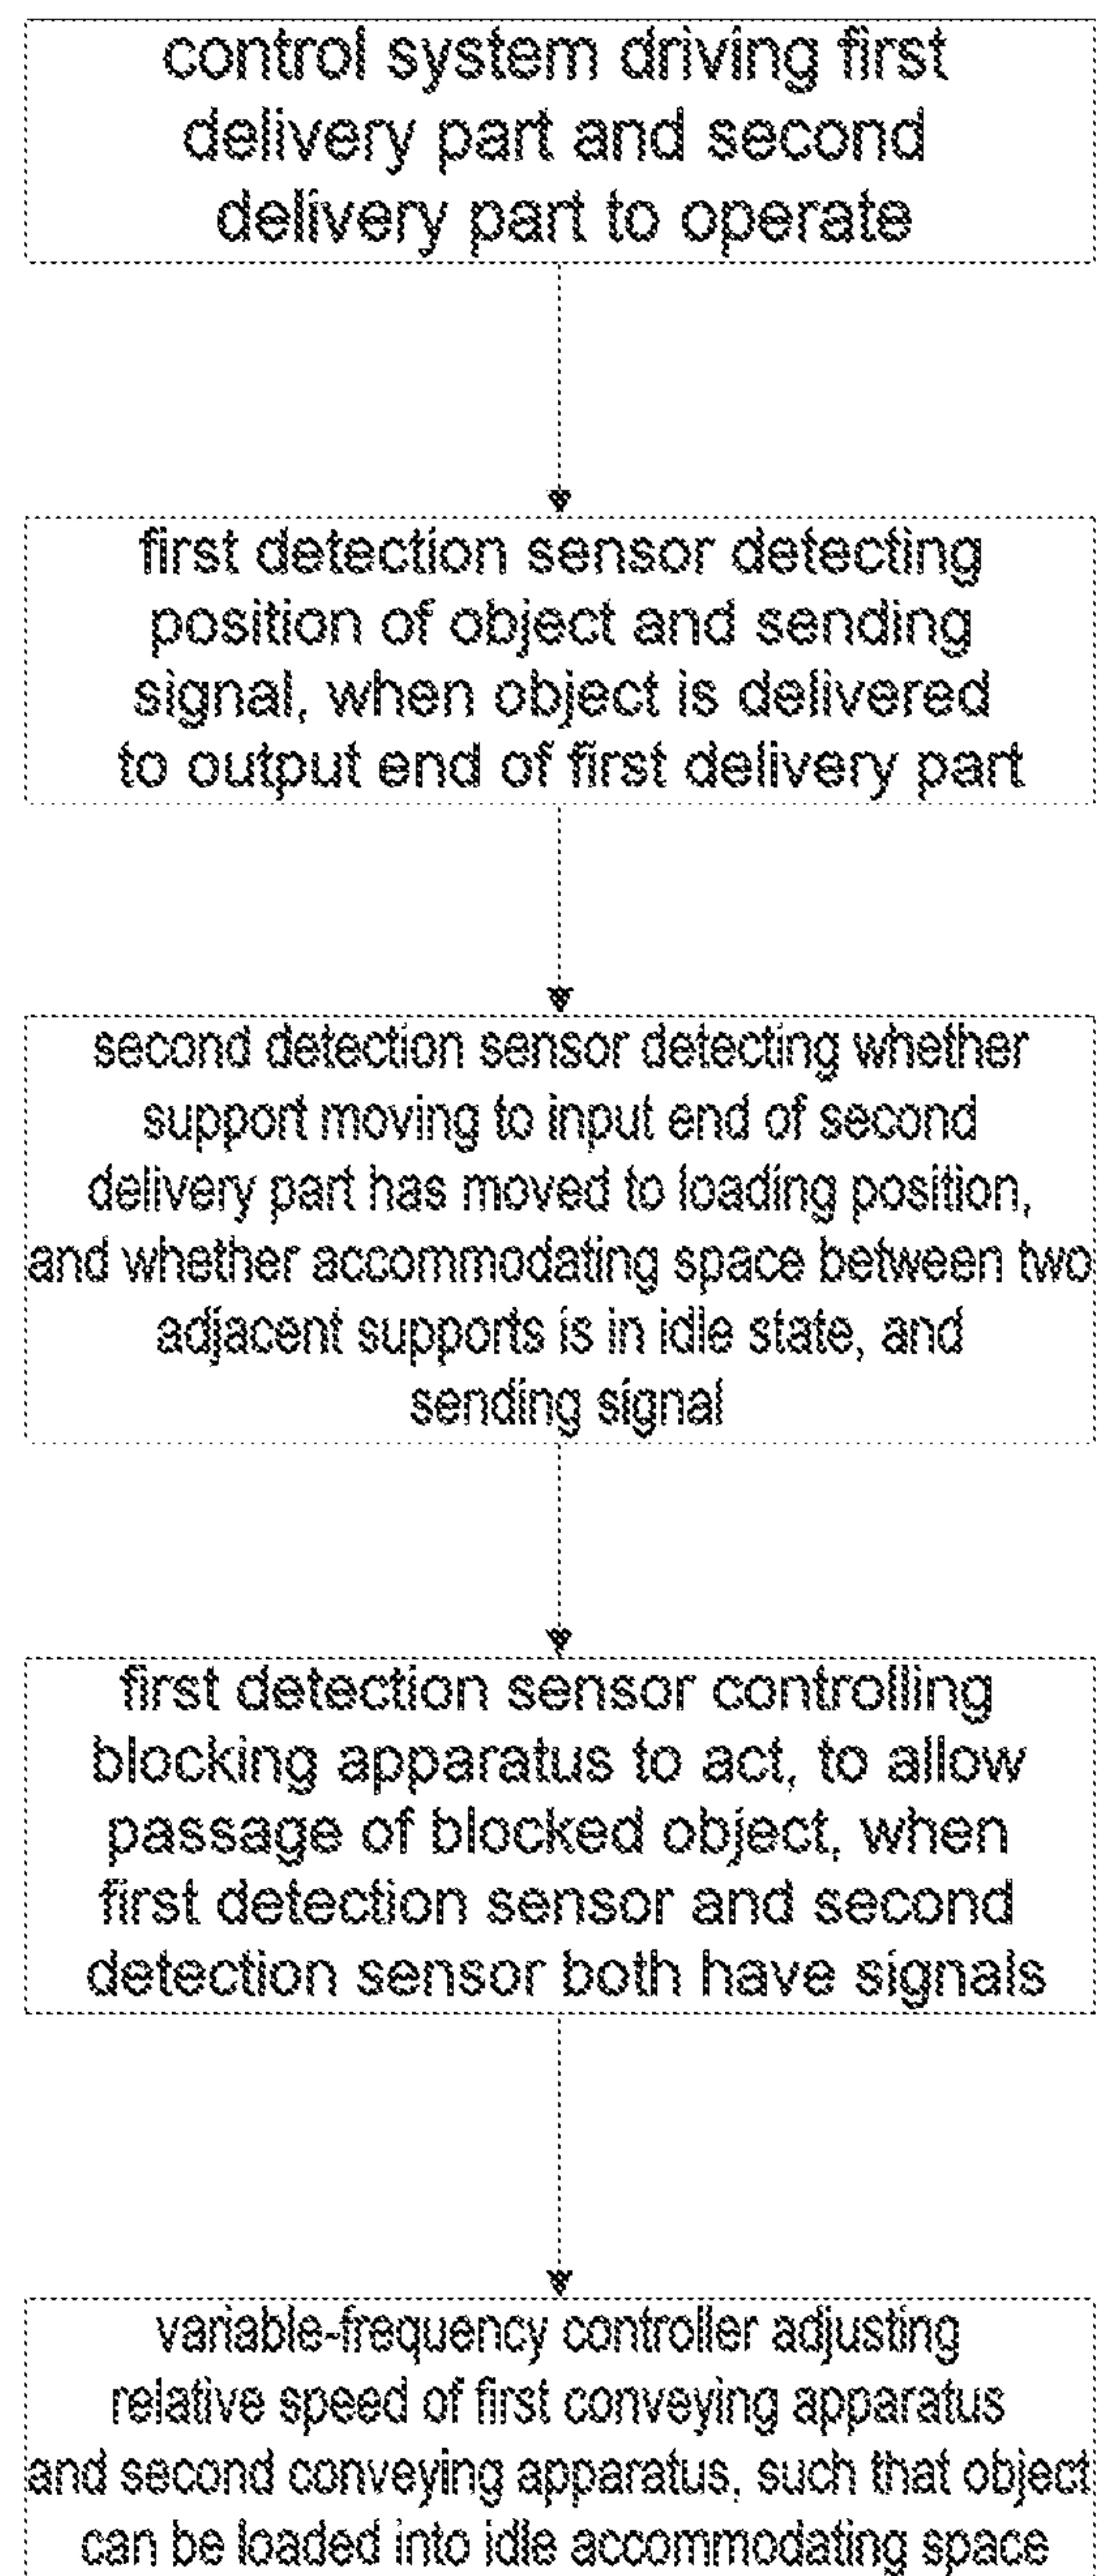 control system driving first
delivery part and second
delivery part to operate
first detection sensor detecting
position of object and sending
signal, when object is delivered
to output end of first delivery part
second detection sensor detecting whether
support moving to input end of second
delivery part has moved to loading position,
and whether accommodating space between two
adjacent supports is in idle state, and
sending signal
first detection sensor controlling
blocking apparatus to act, to allow
passage of blocked object, when
first detection sensor and second
detection sensor both have signals
variable-frequency controller adjusting
relative speed of first conveying apparatus
and second conveying apparatus, such that object
can be loaded into idle accommodating space